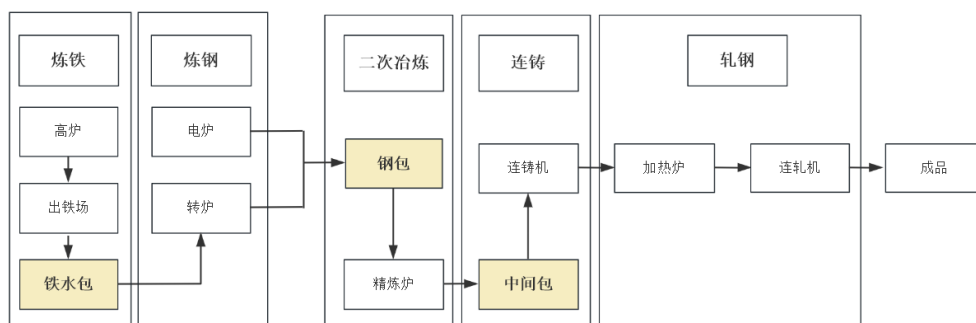 炼铁
炼钢
二次冶炼
连铸
轧钢
高炉
电炉
钢包
连铸机
加热炉
连轧机
成品
出铁场
转炉
铁水包
精炼炉
中间包